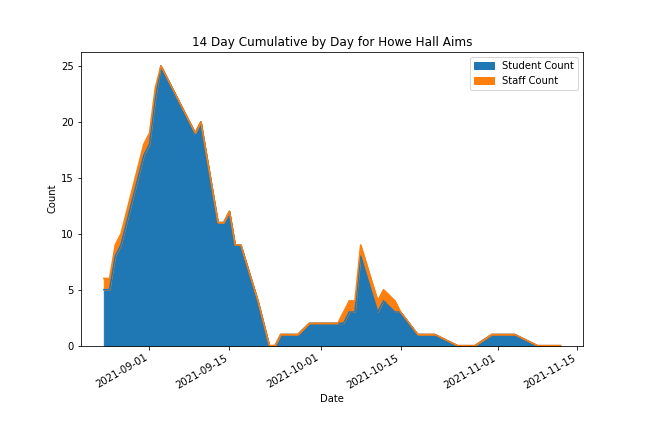 14 Day Cumulative by Day for Howe Hall Aims
Student Count
Staff Count
25
20
15
10
5
0
Count
2021-09-01
2021-09-15
2021-10-01
2021-10-15
2021-11-01
2021-11-15
Date